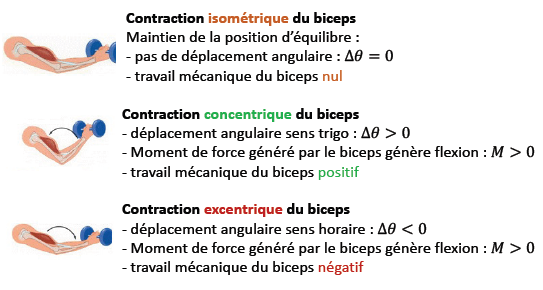 Contraction isométrique du biceps
Maintien de la position d'équilibre :
- pas de déplacement angulaire : Δθ = 0
- travail mécanique du biceps nul
Contraction concentrique du biceps
- déplacement angulaire sens trigo : Δθ > 0
- Moment de force généré par le biceps génère flexion : M > 0
- travail mécanique du biceps positif
Contraction excentrique du biceps
- déplacement angulaire sens horaire : Δθ < 0
- Moment de force généré par le biceps génère flexion : M > 0
- travail mécanique du biceps négatif